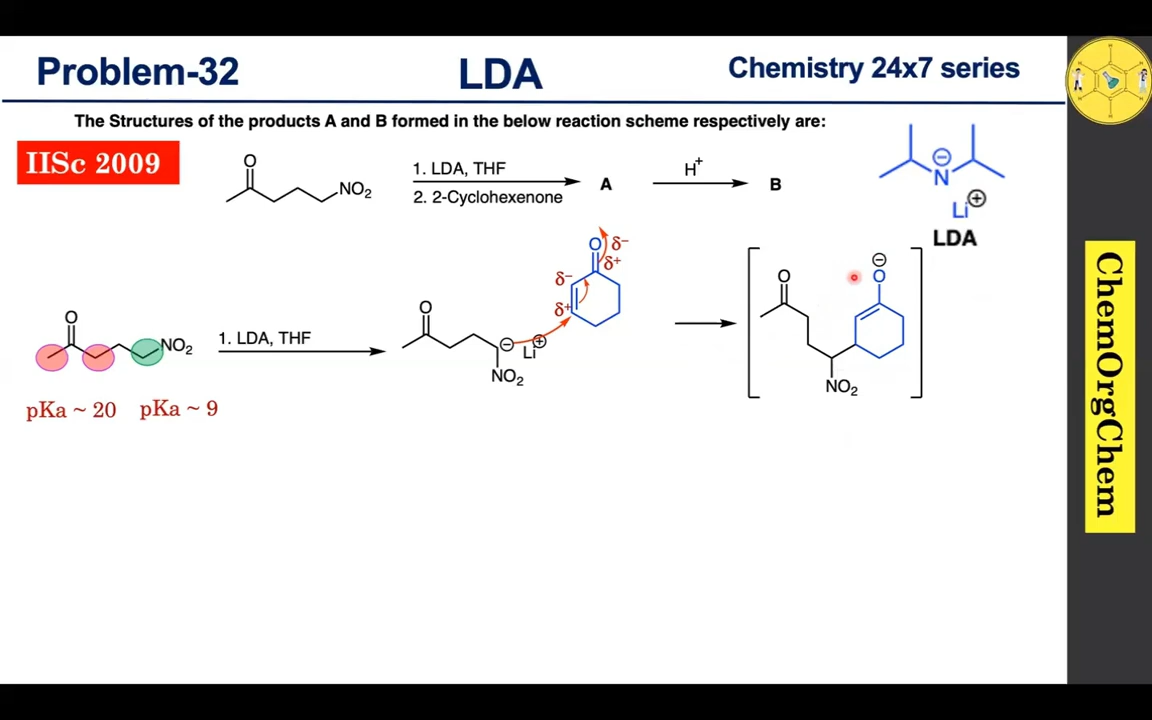 Problem-32
LDA
Chemistry 24x7 series
The Structures of the products A and B formed in the below reaction scheme respectively are:
IISc 2009
O
NO2
1. LDA, THF
2. 2-Cyclohexenone
A
H+
B
⊖
N
Li⊕
LDA
O
NO2
pKa ~ 20
pKa ~ 9
1. LDA, THF
O
⊖
Li⊕
NO2
O
δ−
δ+
δ−
δ+
O
⊖
O
NO2
ChemOrgChem